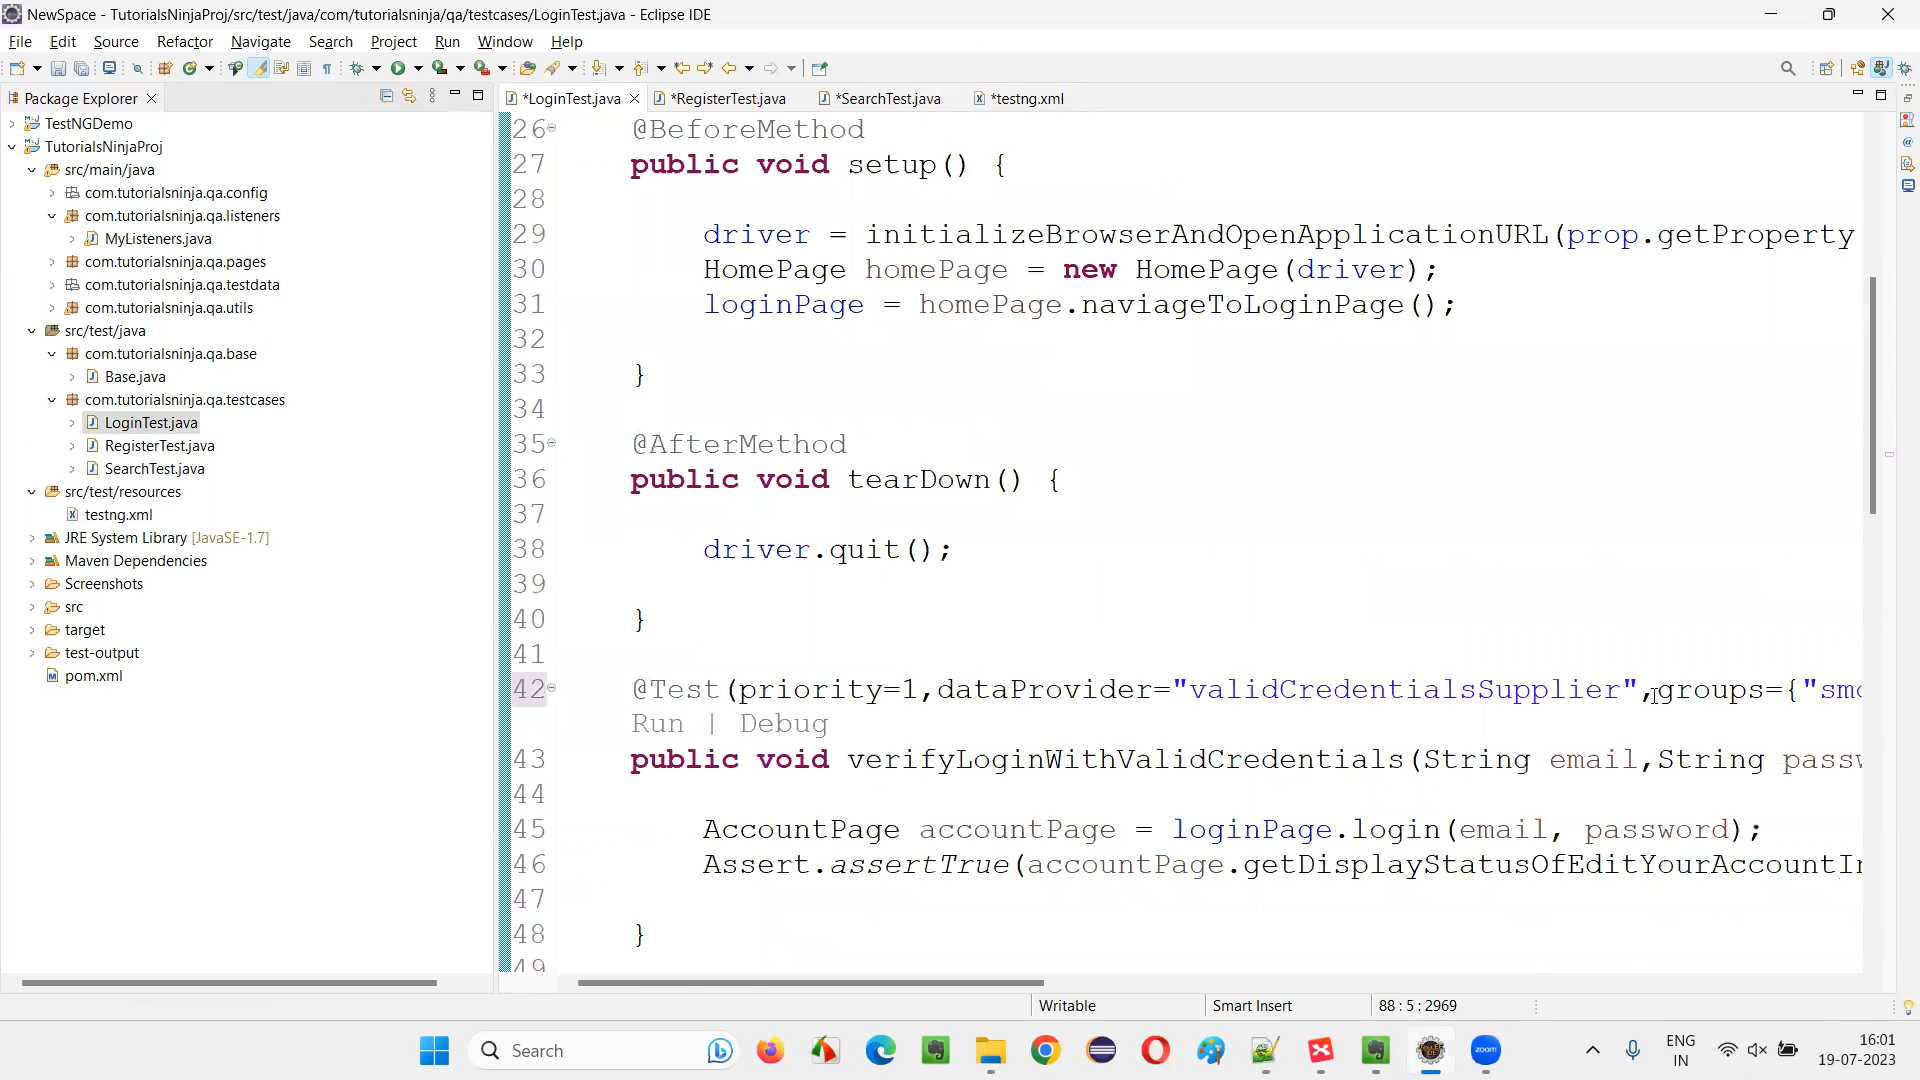 NewSpace - TutorialsNinjaProj/src/test/java/com/tutorialsninja/qa/testcases/LoginTest.java - Eclipse IDE
File Edit Source Refactor Navigate Search Project Run Window Help
Package Explorer
*LoginTest.java
*RegisterTest.java
*SearchTest.java
*testng.xml
TestNGDemo
TutorialsNinjaProj
src/main/java
com.tutorialsninja.qa.config
com.tutorialsninja.qa.listeners
MyListeners.java
com.tutorialsninja.qa.pages
com.tutorialsninja.qa.testdata
com.tutorialsninja.qa.utils
src/test/java
com.tutorialsninja.qa.base
Base.java
com.tutorialsninja.qa.testcases
LoginTest.java
RegisterTest.java
SearchTest.java
src/test/resources
testng.xml
JRE System Library [JavaSE-1.7]
Maven Dependencies
Screenshots
src
target
test-output
pom.xml
26 @BeforeMethod
27 public void setup() {
28
29 driver = initializeBrowserAndOpenApplicationURL(prop.getProperty
30 HomePage homePage = new HomePage(driver);
31 loginPage = homePage.naviageToLoginPage();
32
33 }
34
35 @AfterMethod
36 public void tearDown() {
37
38 driver.quit();
39
40 }
41
42 @Test(priority=1,dataProvider="validCredentialsSupplier",groups={"smo
Run | Debug
43 public void verifyLoginWithValidCredentials(String email,String passw
44
45 AccountPage accountPage = loginPage.login(email, password);
46 Assert.assertTrue(accountPage.getDisplayStatusOfEditYourAccountIn
47
48 }
49
Writable
Smart Insert
88 : 5 : 2969
Search
zoom
ENG
IN
16:01
19-07-2023